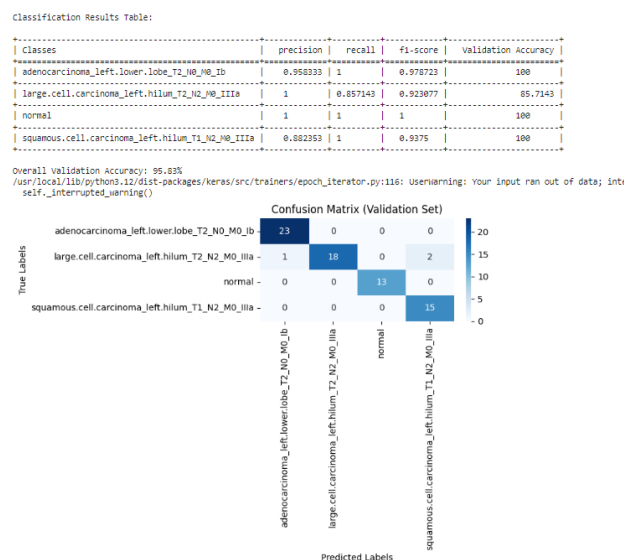 Classification Results Table:
| Classes | precision | recall | f1-score | Validation Accuracy |
| adenocarcinoma_left.lower.lobe_T2_N0_M0_Ib | 0.958333 | 1 | 0.978723 | 100 |
| large.cell.carcinoma_left.hilum_T2_N2_M0_IIIa | 1 | 0.857143 | 0.923077 | 85.7143 |
| normal | 1 | 1 | 1 | 100 |
| squamous.cell.carcinoma_left.hilum_T1_N2_M0_IIIa | 0.882353 | 1 | 0.9375 | 100 |
Overall Validation Accuracy: 95.83%
/usr/local/lib/python3.12/dist-packages/keras/src/trainers/epoch_iterator.py:116: UserWarning: Your input ran out of data; inte
self._interrupted_warning()
Confusion Matrix (Validation Set)
True Labels
adenocarcinoma_left.lower.lobe_T2_N0_M0_Ib 23 0 0 0
large.cell.carcinoma_left.hilum_T2_N2_M0_IIIa 1 18 0 2
normal 0 0 13 0
squamous.cell.carcinoma_left.hilum_T1_N2_M0_IIIa 0 0 0 15
20
15
10
5
0
adenocarcinoma_left.lower.lobe_T2_N0_M0_Ib
large.cell.carcinoma_left.hilum_T2_N2_M0_IIIa
normal
squamous.cell.carcinoma_left.hilum_T1_N2_M0_IIIa
Predicted Labels